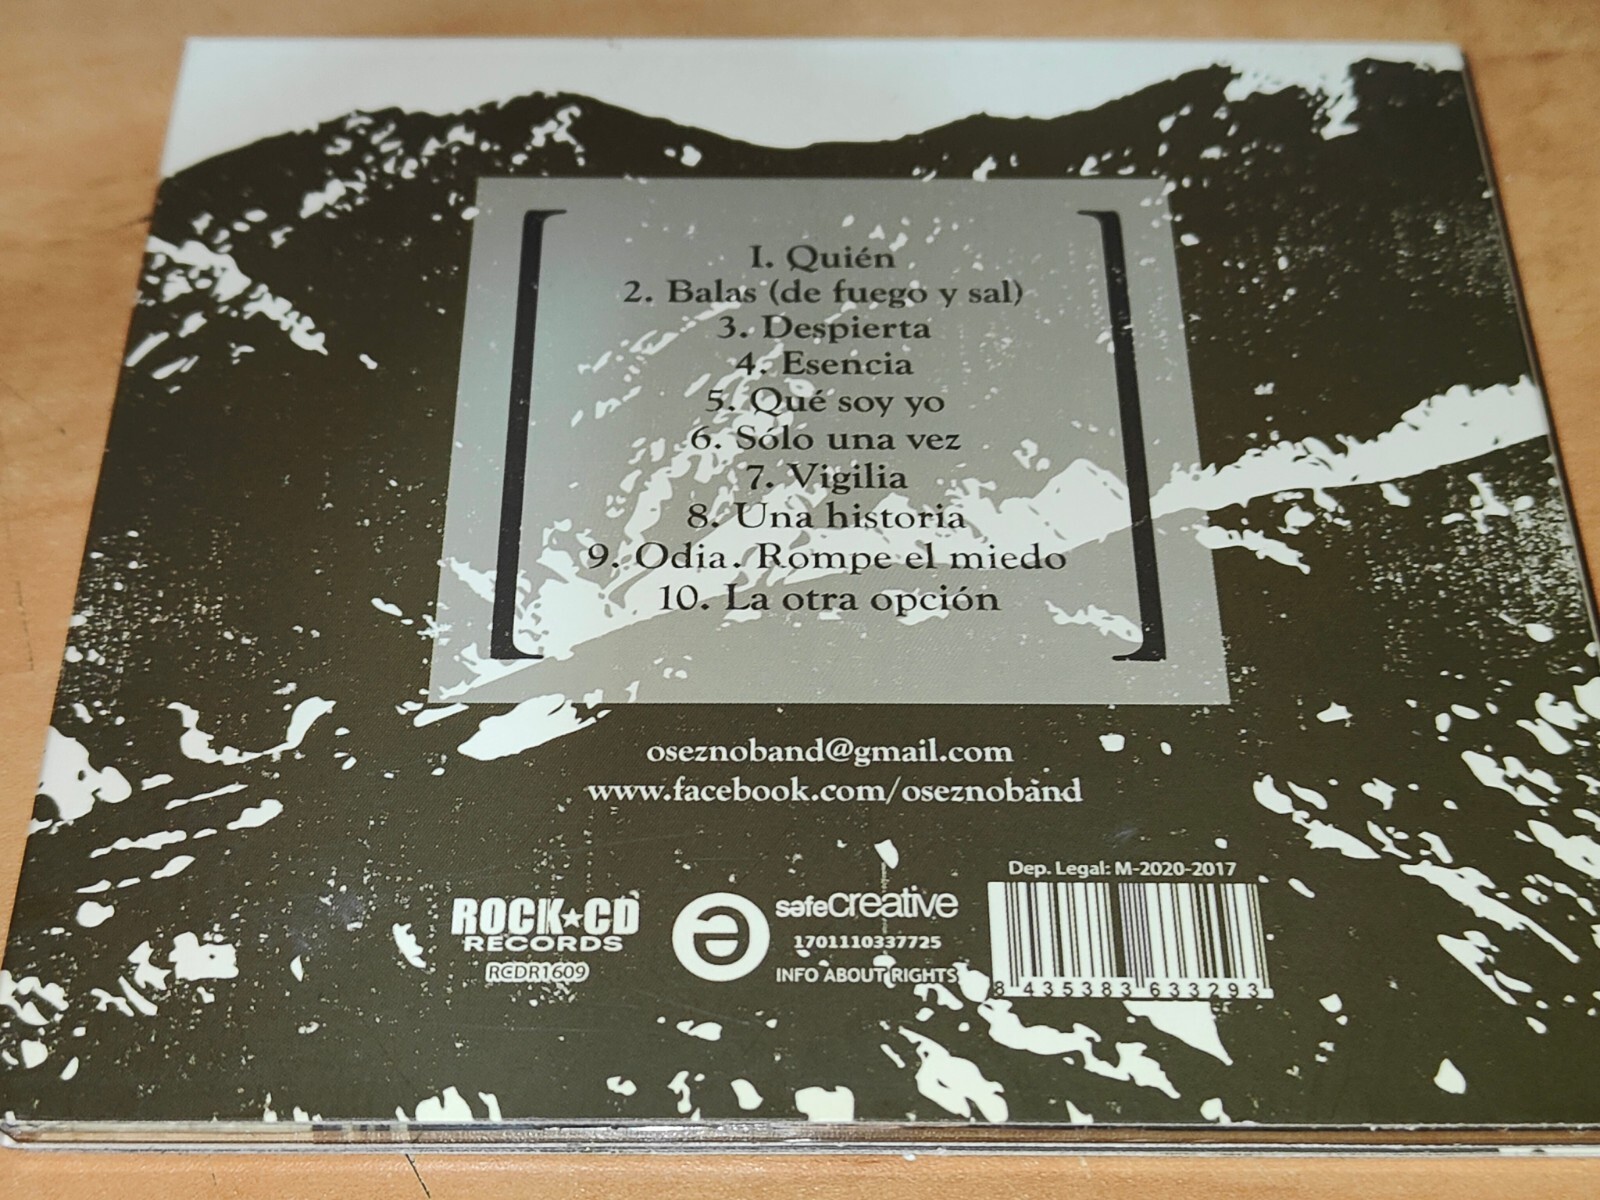 1. Quién
2. Balas (de fuego y sal)
3. Despierta
4. Esencia
5. Qué soy yo
6. Sólo una vez
7. Vigilia
8. Una historia
9. Odia. Rompe el miedo
10. La otra opción
oseznoband@gmail.com
www.facebook.com/oseznoband
ROCK★CD
RECORDS
RCDR1609
safeCreative
1701110337725
INFO ABOUT RIGHTS
Dep. Legal: M-2020-2017
8 435383 633293